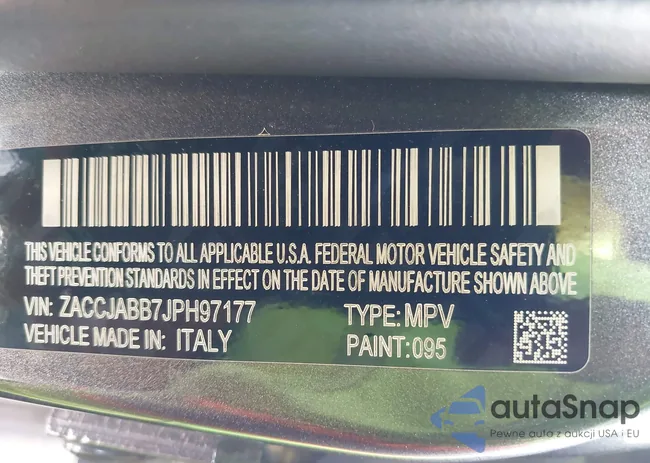 THIS VEHICLE CONFORMS TO ALL APPLICABLE U.S.A. FEDERAL MOTOR VEHICLE SAFETY AND
THEFT PREVENTION STANDARDS IN EFFECT ON THE DATE OF MANUFACTURE SHOWN ABOVE
VIN: ZACCJABB7JPH97177 TYPE: MPV
VEHICLE MADE IN: ITALY PAINT: 095
autaSnap
Pewne auta z aukcji USA i EU